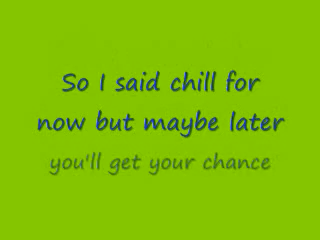 So I said chill for
now but maybe later
you'll get your chance